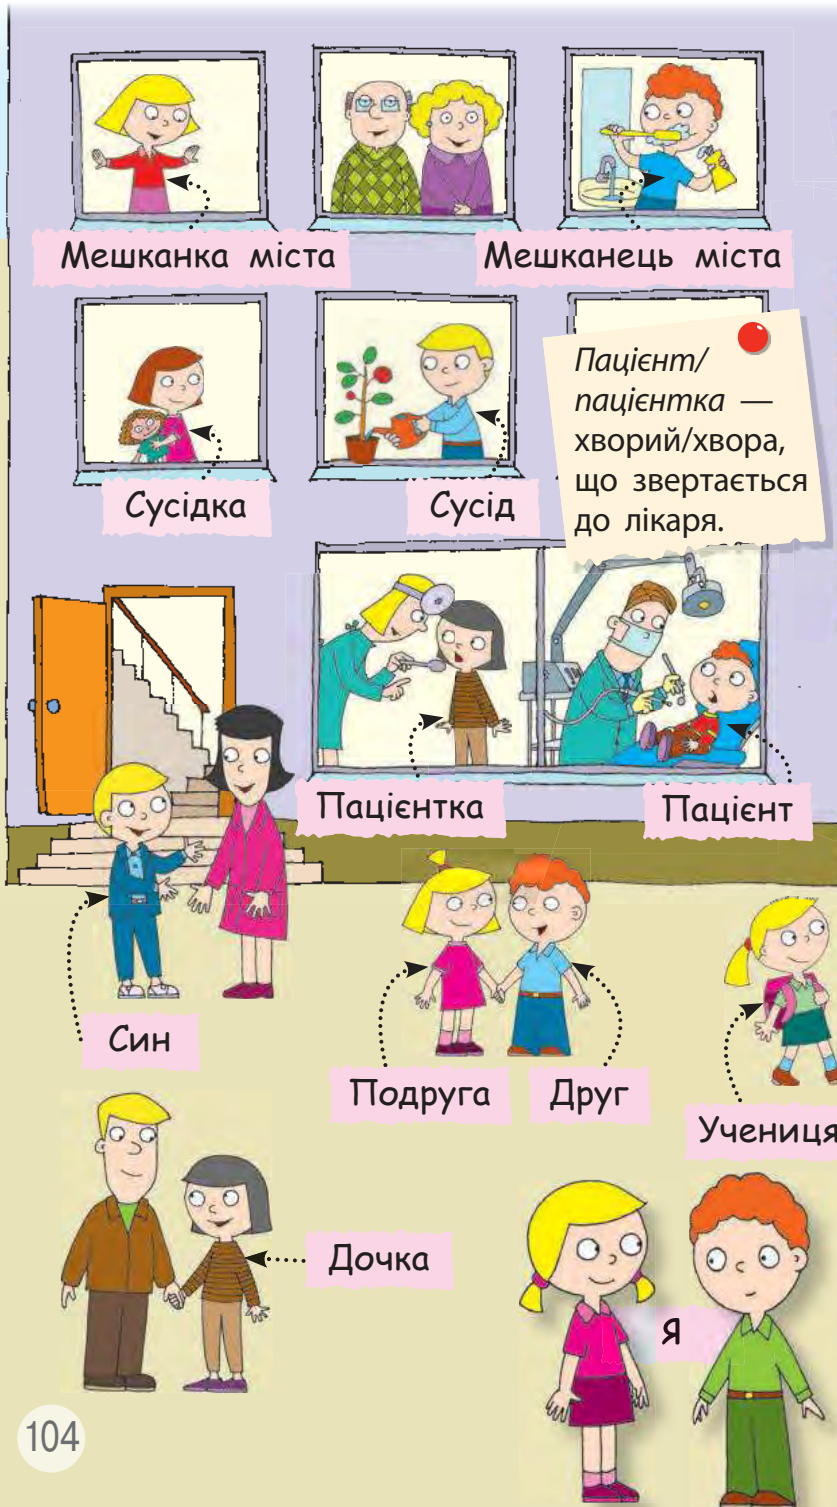 Мешканка міста
Мешканець міста
Пацієнт/
пацієнтка —
хворий/хвора,
що звертається
до лікаря.
Сусідка
Сусід
Пацієнтка
Пацієнт
Син
Подруга
Друг
Учениця
Дочка
Я
104